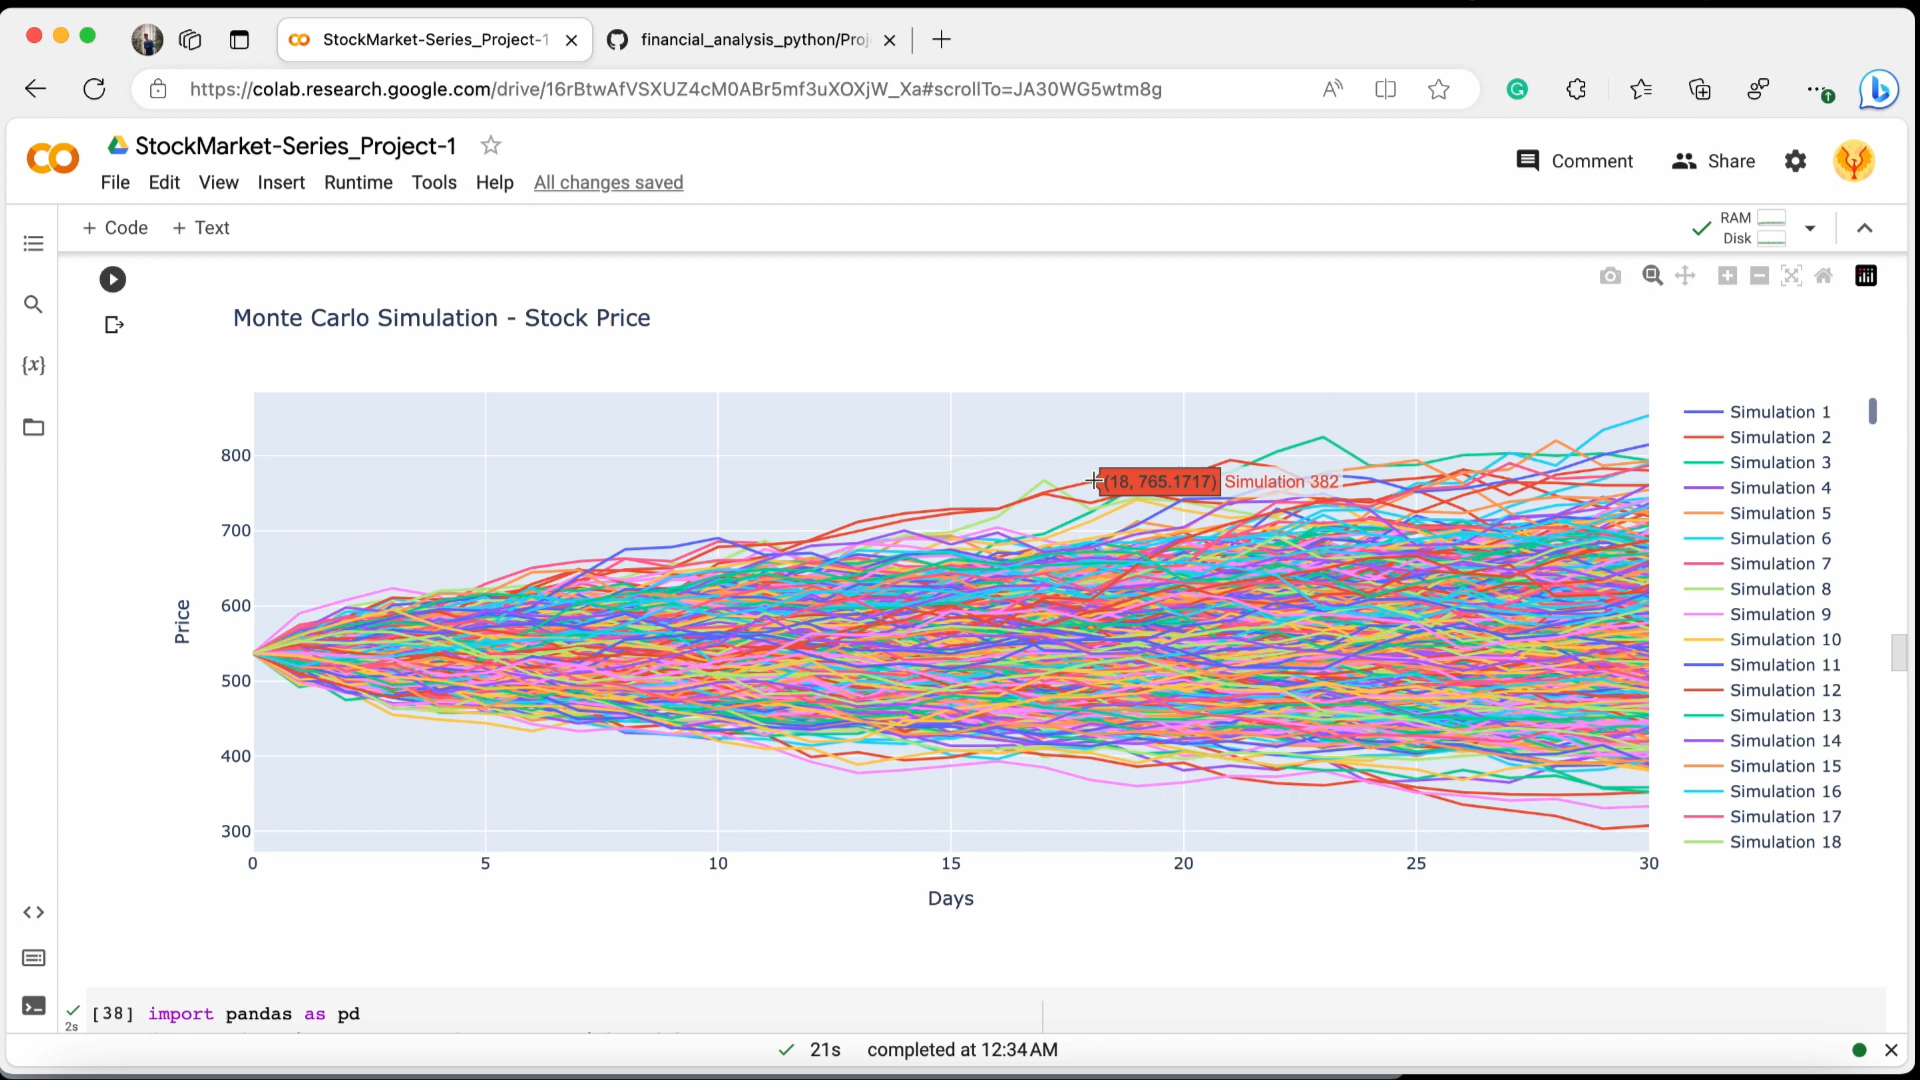 StockMarket-Series_Project-1
financial_analysis_python/Proj
https://colab.research.google.com/drive/16rBtwAfVSXUZ4cM0ABr5mf3uXOXjW_Xa#scrollTo=JA30WG5wtm8g
StockMarket-Series_Project-1
Comment
Share
File Edit View Insert Runtime Tools Help All changes saved
+ Code + Text
RAM
Disk
Monte Carlo Simulation - Stock Price
800
700
600
500
400
300
Price
(18, 765.1717) Simulation 382
0 5 10 15 20 25 30
Days
Simulation 1
Simulation 2
Simulation 3
Simulation 4
Simulation 5
Simulation 6
Simulation 7
Simulation 8
Simulation 9
Simulation 10
Simulation 11
Simulation 12
Simulation 13
Simulation 14
Simulation 15
Simulation 16
Simulation 17
Simulation 18
[38] import pandas as pd
2s
21s completed at 12:34 AM